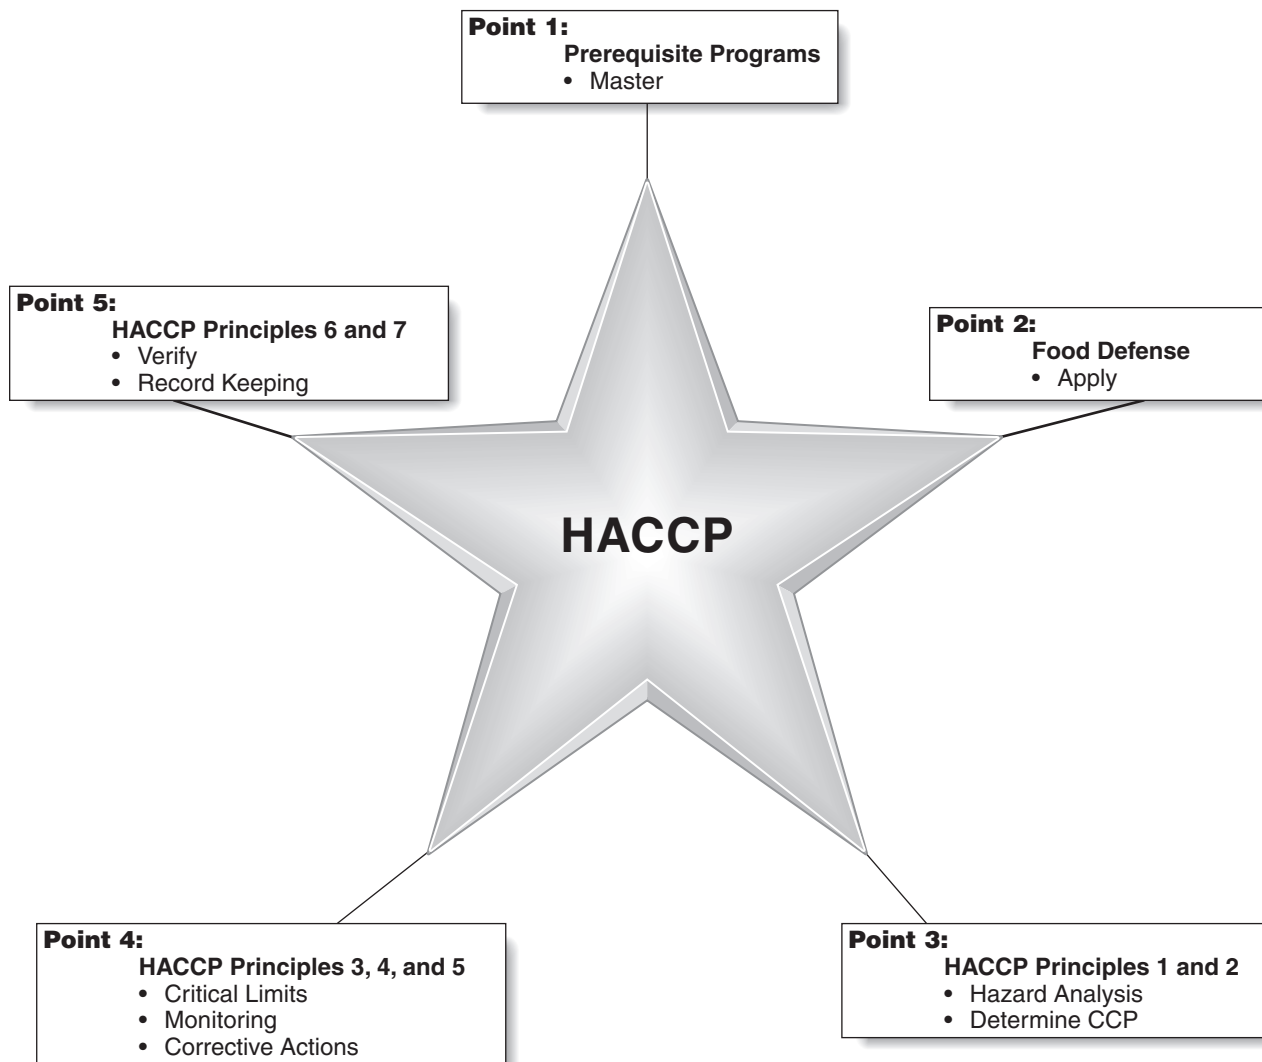 Point 1:
Prerequisite Programs
• Master
Point 5:
HACCP Principles 6 and 7
• Verify
• Record Keeping
Point 2:
Food Defense
• Apply
HACCP
Point 4:
HACCP Principles 3, 4, and 5
• Critical Limits
• Monitoring
• Corrective Actions
Point 3:
HACCP Principles 1 and 2
• Hazard Analysis
• Determine CCP